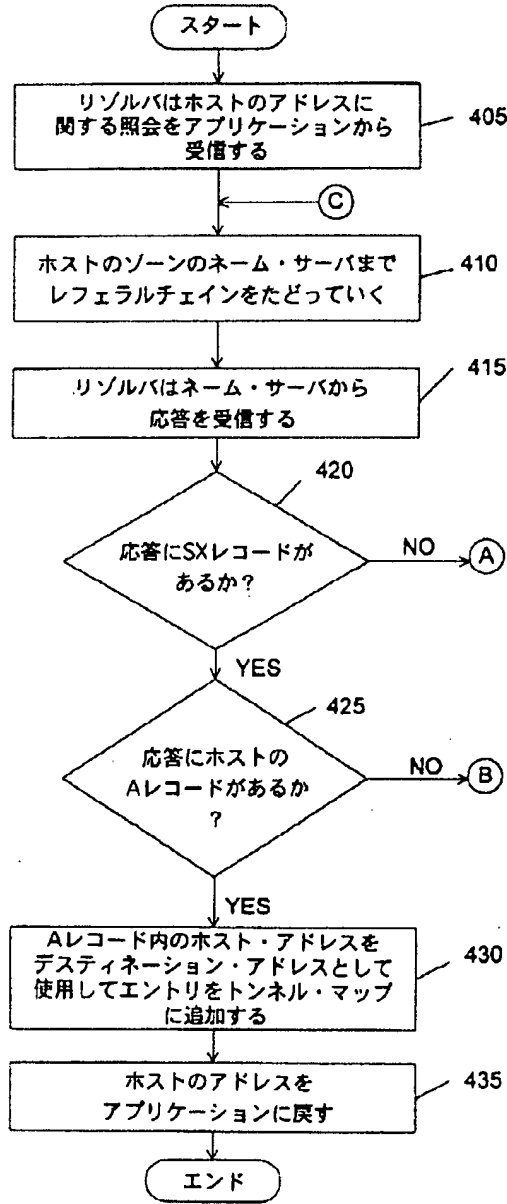 スタート
リゾルバはホストのアドレスに
関する照会をアプリケーションから
受信する
405
C
ホストのゾーンのネーム・サーバまで
レフェラルチェインをたどっていく
410
リゾルバはネーム・サーバから
応答を受信する
415
420
応答にSXレコードが
あるか?
NO
A
YES
425
応答にホストの
Aレコードがあるか
?
NO
B
YES
Aレコード内のホスト・アドレスを
デスティネーション・アドレスとして
使用してエントリをトンネル・マップ
に追加する
430
ホストのアドレスを
アプリケーションに戻す
435
エンド